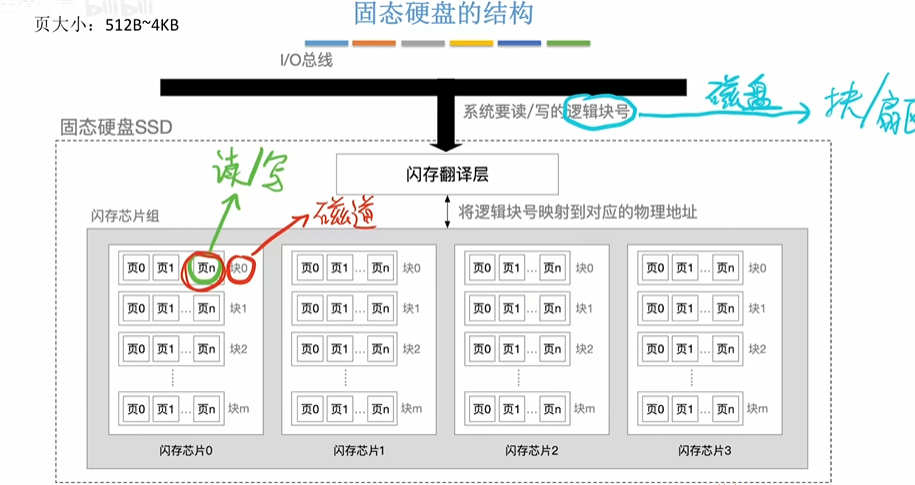 固态硬盘的结构
页大小：512B~4KB
I/O总线
系统要读/写的逻辑块号
磁盘
块/扇区
固态硬盘SSD
读/写
闪存翻译层
磁道
闪存芯片组
将逻辑块号映射到对应的物理地址
页0 页1 页n 块0 页0 页1 … 页n 块0 页0 页1 … 页n 块0 页0 页1 … 页n 块0
页0 页1 … 页n 块1 页0 页1 … 页n 块1 页0 页1 … 页n 块1 页0 页1 … 页n 块1
页0 页1 … 页n 块2 页0 页1 … 页n 块2 页0 页1 … 页n 块2 页0 页1 … 页n 块2
页0 页1 … 页n 块m 页0 页1 … 页n 块m 页0 页1 … 页n 块m 页0 页1 … 页n 块m
闪存芯片0 闪存芯片1 闪存芯片2 闪存芯片3